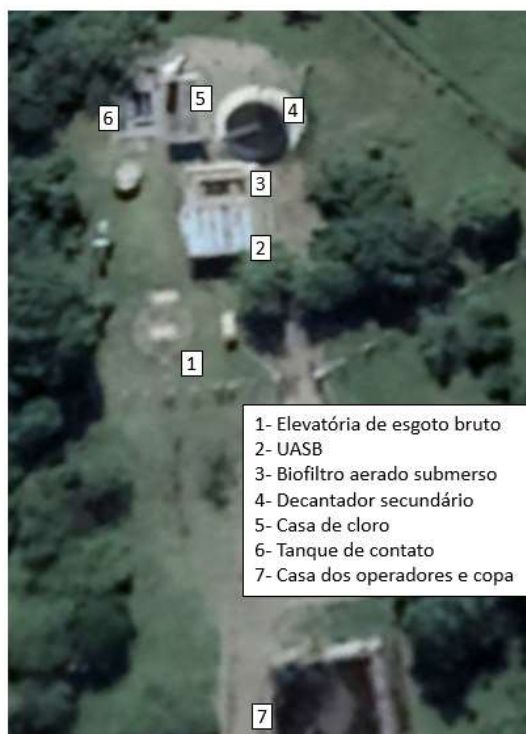 5
6
4
3
2
1
1- Elevatória de esgoto bruto
2- UASB
3- Biofiltro aerado submerso
4- Decantador secundário
5- Casa de cloro
6- Tanque de contato
7- Casa dos operadores e copa
7